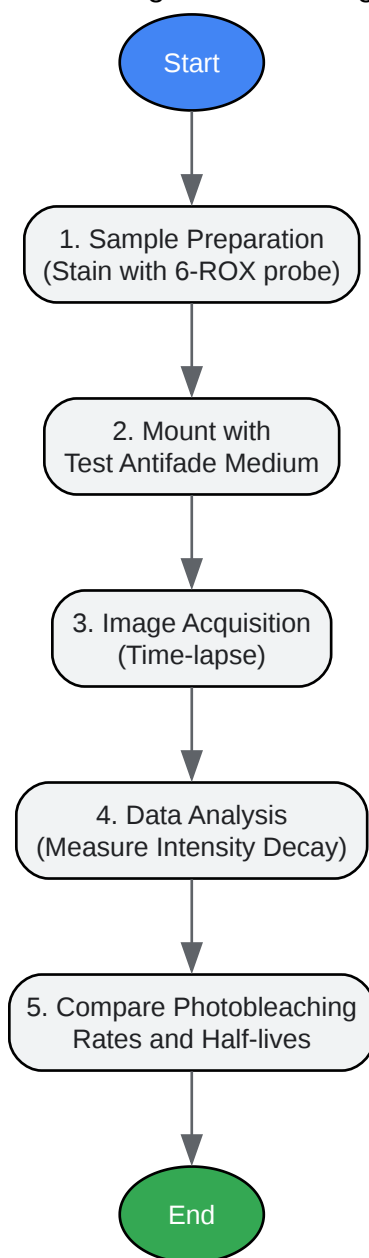 Start
1. Sample Preparation
(Stain with 6-ROX probe)
2. Mount with
Test Antifade Medium
3. Image Acquisition
(Time-lapse)
4. Data Analysis
(Measure Intensity Decay)
5. Compare Photobleaching
Rates and Half-lives
End